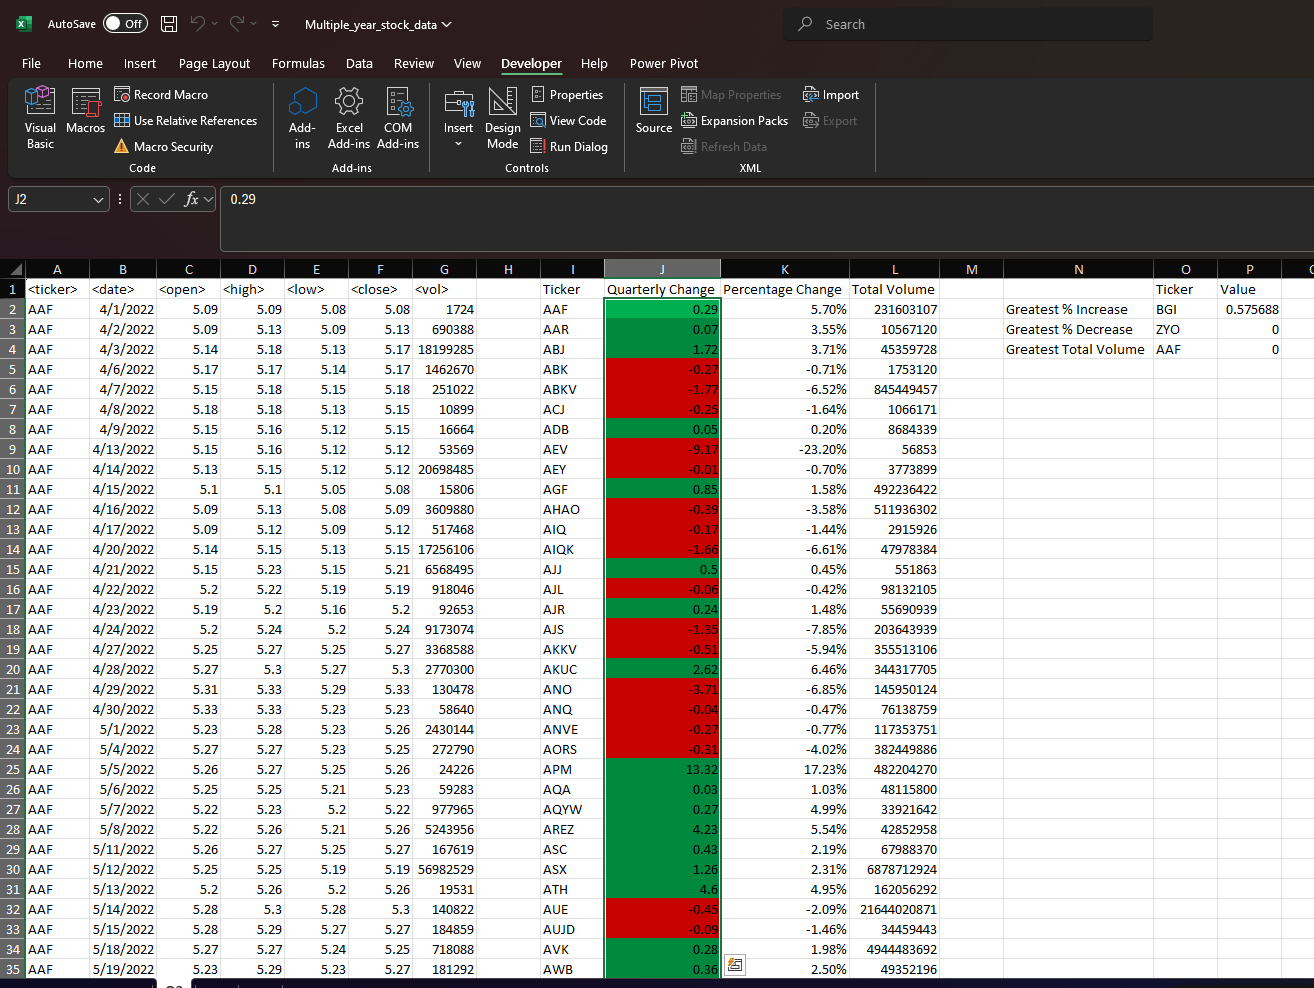 AutoSave Off Multiple_year_stock_data Search
File Home Insert Page Layout Formulas Data Review View Developer Help Power Pivot
Visual Basic
Macros
Record Macro
Use Relative References
Macro Security
Code
Add-ins
Excel Add-ins
COM Add-ins
Add-ins
Insert
Design Mode
Properties
View Code
Run Dialog
Controls
Source
Map Properties
Expansion Packs
Refresh Data
Import
Export
XML
J2 fx 0.29
A B C D E F G H I J K L M N O P
1 <ticker> <date> <open> <high> <low> <close> <vol> Ticker Quarterly Change Percentage Change Total Volume Ticker Value
2 AAF 4/1/2022 5.09 5.09 5.08 5.08 1724 AAF 0.29 5.70% 231603107 Greatest % Increase BGI 0.575688
3 AAF 4/2/2022 5.09 5.13 5.09 5.13 690388 AAR 0.07 3.55% 10567120 Greatest % Decrease ZYO 0
4 AAF 4/3/2022 5.14 5.18 5.13 5.17 18199285 ABJ 1.72 3.71% 45359728 Greatest Total Volume AAF 0
5 AAF 4/6/2022 5.17 5.17 5.14 5.17 1462670 ABK -0.27 -0.71% 1753120
6 AAF 4/7/2022 5.15 5.18 5.15 5.18 251022 ABKV -1.77 -6.52% 845449457
7 AAF 4/8/2022 5.18 5.18 5.13 5.15 10899 ACJ -0.25 -1.64% 1066171
8 AAF 4/9/2022 5.15 5.16 5.12 5.15 16664 ADB 0.05 0.20% 8684339
9 AAF 4/13/2022 5.15 5.16 5.12 5.12 53569 AEV -9.17 -23.20% 56853
10 AAF 4/14/2022 5.13 5.15 5.12 5.12 20698485 AEY -0.01 -0.70% 3773899
11 AAF 4/15/2022 5.1 5.1 5.05 5.08 15806 AGF 0.85 1.58% 492236422
12 AAF 4/16/2022 5.09 5.13 5.08 5.09 3609880 AHAO -0.39 -3.58% 511936302
13 AAF 4/17/2022 5.09 5.12 5.09 5.12 517468 AIQ -0.17 -1.44% 2915926
14 AAF 4/20/2022 5.14 5.15 5.13 5.15 17256106 AIQK -1.66 -6.61% 47978384
15 AAF 4/21/2022 5.15 5.23 5.15 5.21 6568495 AJJ 0.5 0.45% 551863
16 AAF 4/22/2022 5.2 5.22 5.19 5.19 918046 AJL -0.06 -0.42% 98132105
17 AAF 4/23/2022 5.19 5.2 5.16 5.2 92653 AJR 0.24 1.48% 55690939
18 AAF 4/24/2022 5.2 5.24 5.2 5.24 9173074 AJS -1.35 -7.85% 203643939
19 AAF 4/27/2022 5.25 5.27 5.25 5.27 3368588 AKKV -0.51 -5.94% 355513106
20 AAF 4/28/2022 5.27 5.3 5.27 5.3 2770300 AKUC 2.62 6.46% 344317705
21 AAF 4/29/2022 5.31 5.33 5.29 5.33 130478 ANO -3.71 -6.85% 145950124
22 AAF 4/30/2022 5.33 5.33 5.23 5.23 58640 ANQ -0.04 -0.47% 76138759
23 AAF 5/1/2022 5.23 5.28 5.23 5.26 2430144 ANVE -0.27 -0.77% 117353751
24 AAF 5/4/2022 5.27 5.27 5.23 5.25 272790 AORS -0.31 -4.02% 382449886
25 AAF 5/5/2022 5.26 5.27 5.25 5.26 24226 APM 13.32 17.23% 482204270
26 AAF 5/6/2022 5.25 5.25 5.21 5.23 59283 AQA 0.03 1.03% 48115800
27 AAF 5/7/2022 5.22 5.23 5.2 5.22 977965 AQYW 0.27 4.99% 33921642
28 AAF 5/8/2022 5.22 5.26 5.21 5.26 5243956 AREZ 4.23 5.54% 42852958
29 AAF 5/11/2022 5.26 5.27 5.25 5.27 167619 ASC 0.43 2.19% 67988370
30 AAF 5/12/2022 5.25 5.25 5.19 5.19 56982529 ASX 1.26 2.31% 6878712924
31 AAF 5/13/2022 5.2 5.26 5.2 5.26 19531 ATH 4.6 4.95% 162056292
32 AAF 5/14/2022 5.28 5.3 5.28 5.3 140822 AUE -0.45 -2.09% 21644020871
33 AAF 5/15/2022 5.28 5.29 5.27 5.27 184859 AUJD -0.09 -1.46% 34459443
34 AAF 5/18/2022 5.27 5.27 5.24 5.25 718088 AVK 0.28 1.98% 4944483692
35 AAF 5/19/2022 5.23 5.29 5.23 5.27 181292 AWB 0.36 2.50% 49352196